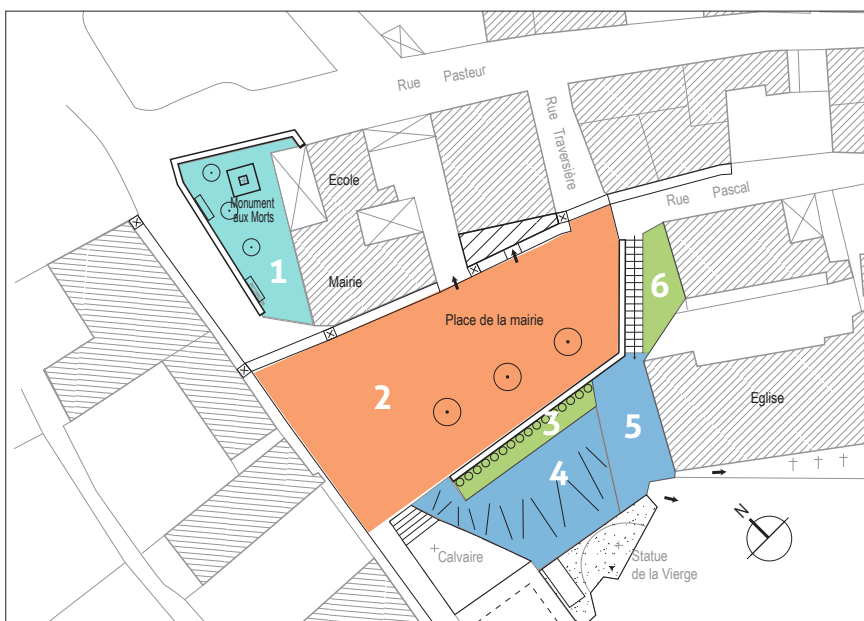 Rue Pasteur
Rue Traversière
Ecole
Rue Pascal
Monument
aux Morts
1
Mairie
6
Place de la mairie
2
Eglise
3
5
4
N
Calvaire
Statue
de la Vierge